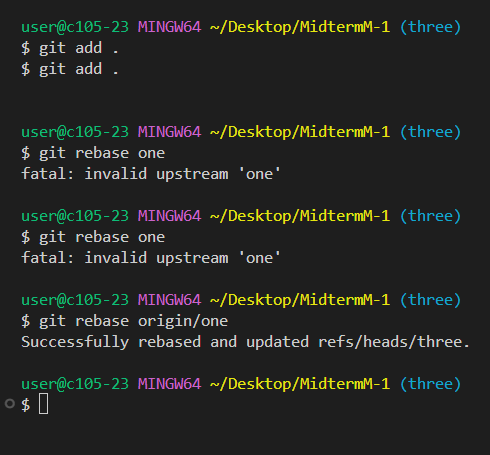 user@c105-23 MINGW64 ~/Desktop/MidtermM-1 (three)
$ git add .
$ git add .
user@c105-23 MINGW64 ~/Desktop/MidtermM-1 (three)
$ git rebase one
fatal: invalid upstream 'one'
user@c105-23 MINGW64 ~/Desktop/MidtermM-1 (three)
$ git rebase one
fatal: invalid upstream 'one'
user@c105-23 MINGW64 ~/Desktop/MidtermM-1 (three)
$ git rebase origin/one
Successfully rebased and updated refs/heads/three.
user@c105-23 MINGW64 ~/Desktop/MidtermM-1 (three)
$